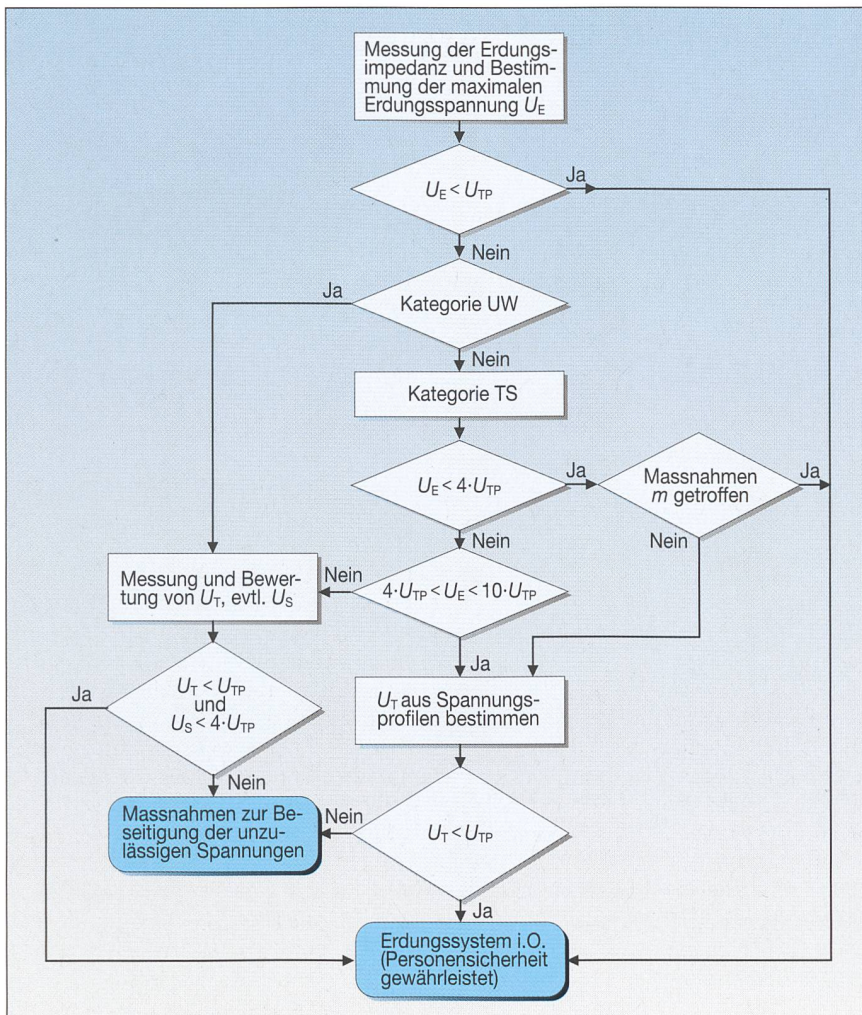 Messung der Erdungs-
impedanz und Bestim-
mung der maximalen
Erdungsspannung UE
UE < UTP
Ja
Nein
Ja
Kategorie UW
Nein
Kategorie TS
UE < 4·UTP
Ja
Massnahmen
m getroffen
Ja
Nein
Nein
Messung und Bewer-
tung von UT, evtl. US
Nein
4·UTP < UE < 10·UTP
Ja
UT aus Spannungs-
profilen bestimmen
Ja
UT < UTP
und
US < 4·UTP
Nein
Massnahmen zur Be-
seitigung der unzu-
lässigen Spannungen
Nein
UT < UTP
Ja
Erdungssystem i.O.
(Personensicherheit
gewährleistet)